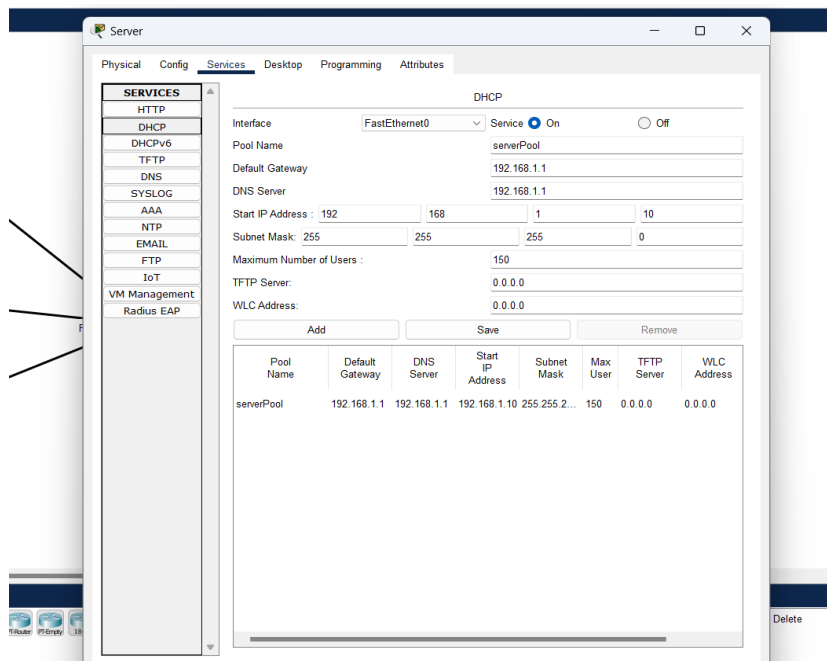 Server
Physical Config Services Desktop Programming Attributes
SERVICES
HTTP
DHCP
DHCPv6
TFTP
DNS
SYSLOG
AAA
NTP
EMAIL
FTP
IoT
VM Management
Radius EAP
DHCP
Interface FastEthernet0 Service On Off
Pool Name serverPool
Default Gateway 192.168.1.1
DNS Server 192.168.1.1
Start IP Address : 192 168 1 10
Subnet Mask: 255 255 255 0
Maximum Number of Users : 150
TFTP Server: 0.0.0.0
WLC Address: 0.0.0.0
Add Save Remove
Pool Name Default Gateway DNS Server Start IP Address Subnet Mask Max User TFTP Server WLC Address
serverPool 192.168.1.1 192.168.1.1 192.168.1.10 255.255.2... 150 0.0.0.0 0.0.0.0
PT-Empty
Delete